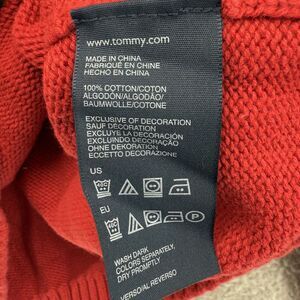 www.tommy.com
MADE IN CHINA
FABRIQUÉ EN CHINE
HECHO EN CHINA
100% COTTON/COTON
ALGODÓN/ALGODÃO/
BAUMWOLLE/COTONE
EXCLUSIVE OF DECORATION
SAUF DÉCORATION
EXCLUYE LA DECORACIÓN
EXCLUINDO DECORAÇÃO
OHNE DEKORATION
ECCETTO DECORAZIONE
US
EU
P
WASH DARK
COLORS SEPARATELY,
DRY PROMPTLY
VERSO/AL REVERSO